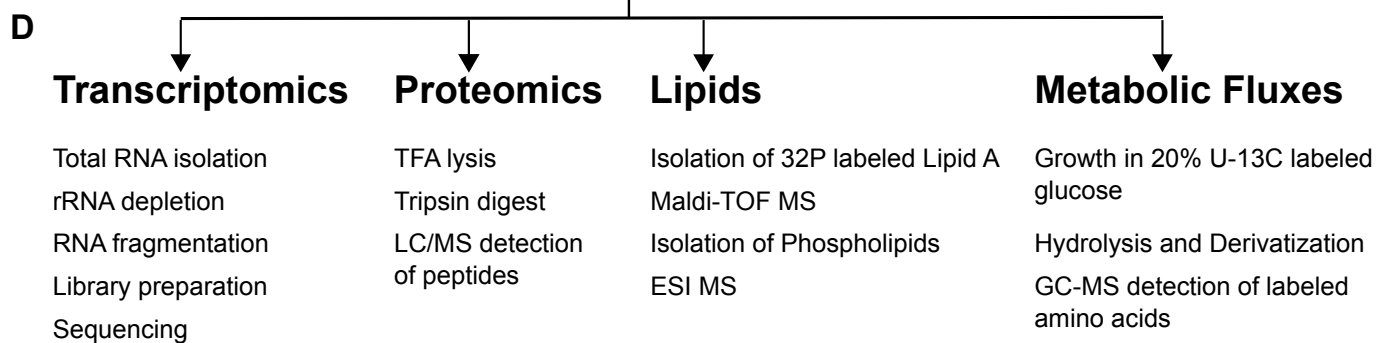 D
Transcriptomics
Total RNA isolation
rRNA depletion
RNA fragmentation
Library preparation
Sequencing
Proteomics
TFA lysis
Tripsin digest
LC/MS detection
of peptides
Lipids
Isolation of 32P labeled Lipid A
Maldi-TOF MS
Isolation of Phospholipids
ESI MS
Metabolic Fluxes
Growth in 20% U-13C labeled
glucose
Hydrolysis and Derivatization
GC-MS detection of labeled
amino acids